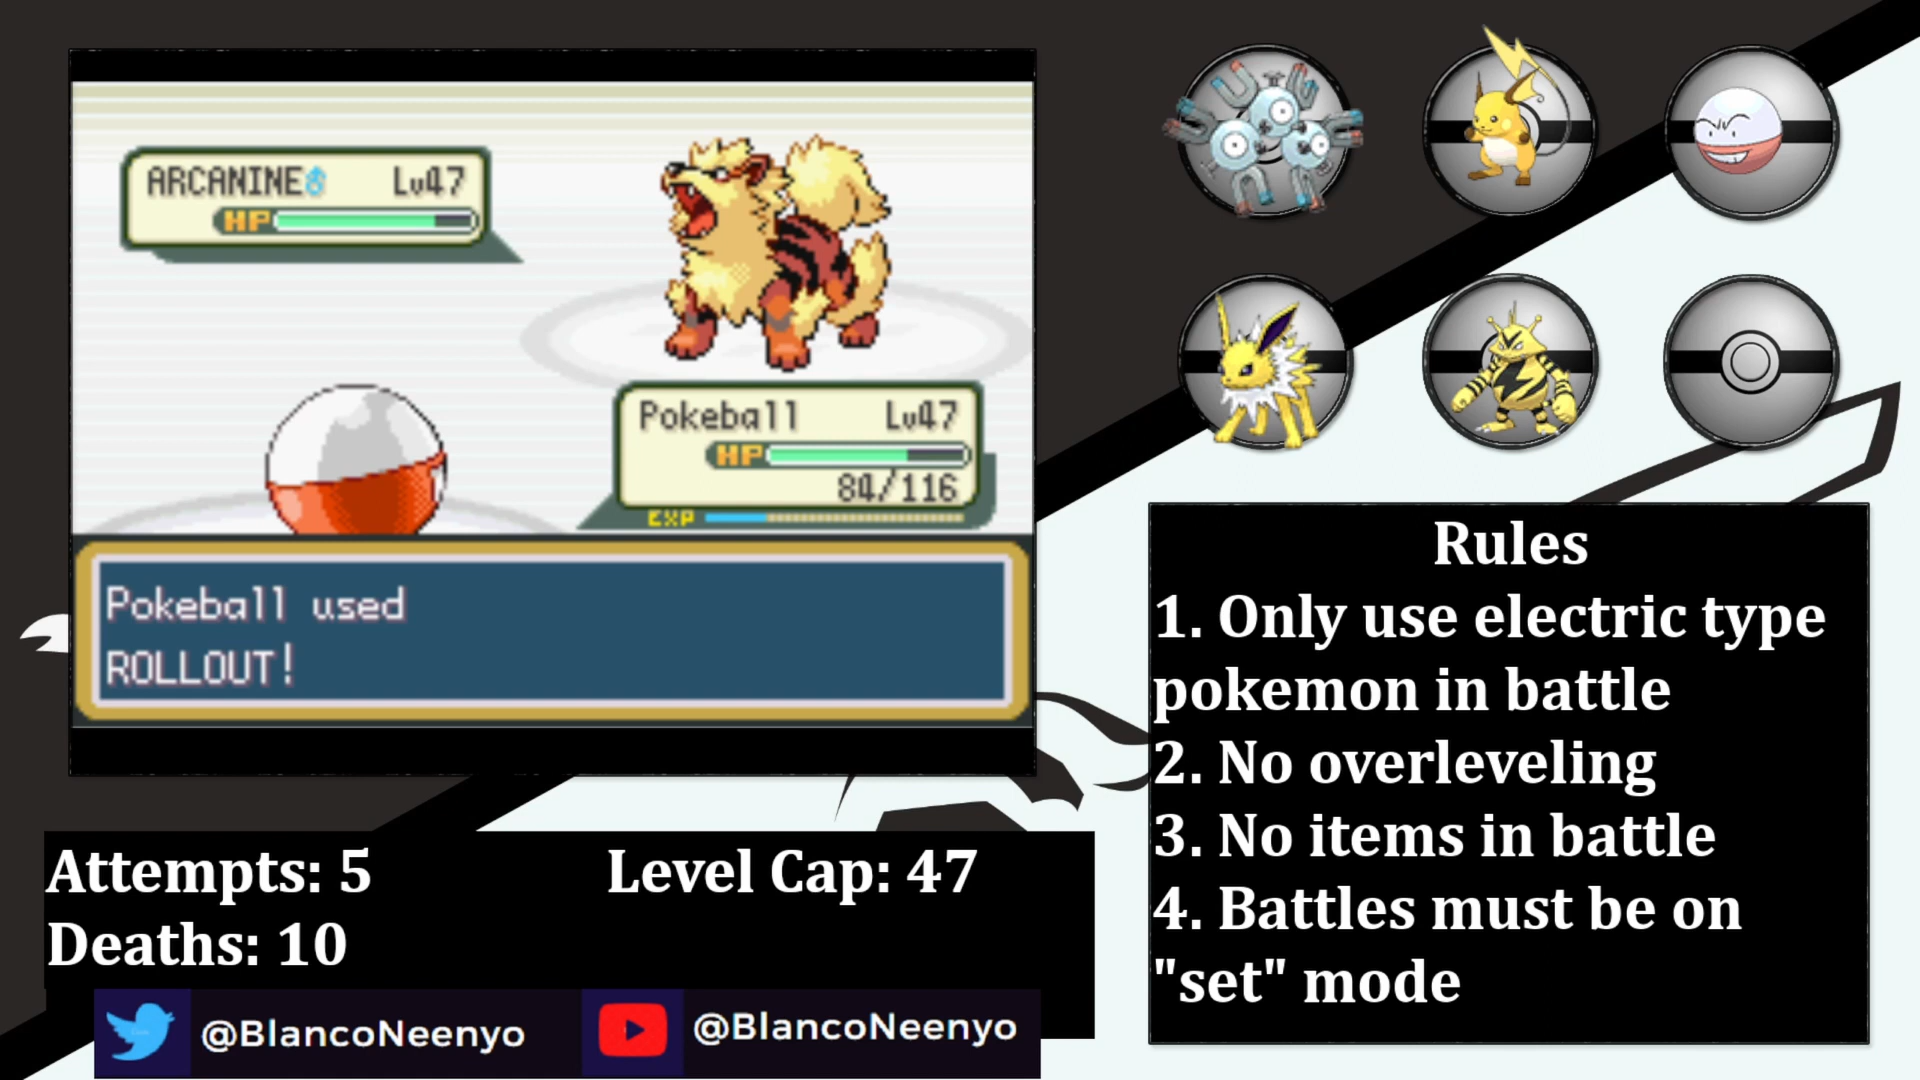 ARCANINE♂ Lv47
HP
Pokeball Lv47
HP
84/116
EXP
Pokeball used
ROLLOUT!
Rules
1. Only use electric type
pokemon in battle
2. No overleveling
3. No items in battle
4. Battles must be on
"set" mode
Attempts: 5 Level Cap: 47
Deaths: 10
@BlancoNeenyo @BlancoNeenyo